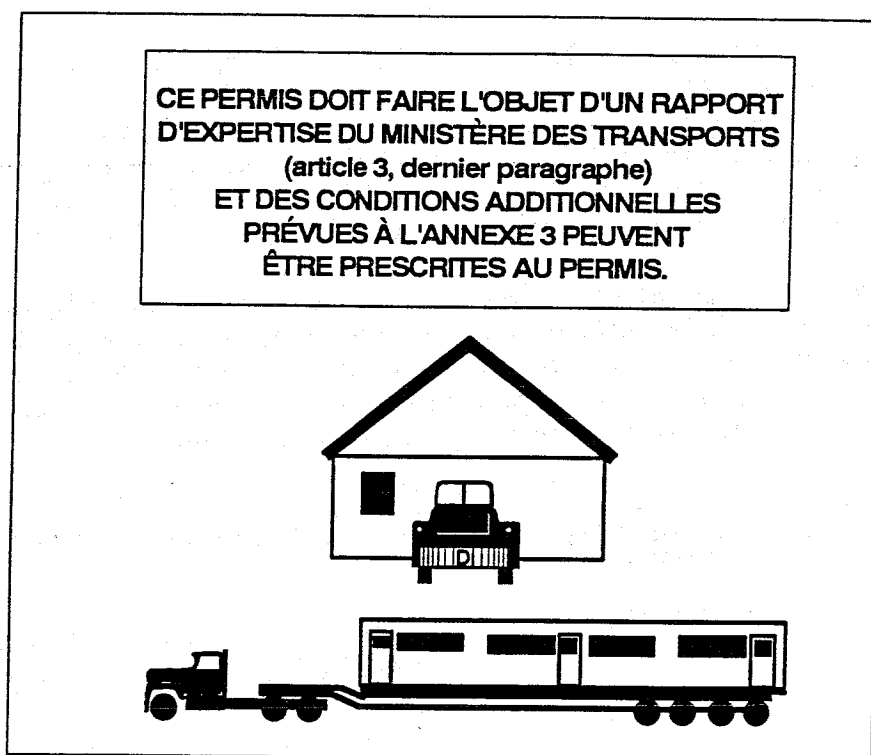 CE PERMIS DOIT FAIRE L'OBJET D'UN RAPPORT
D'EXPERTISE DU MINISTÈRE DES TRANSPORTS
(article 3, dernier paragraphe)
ET DES CONDITIONS ADDITIONNELLES
PRÉVUES À L'ANNEXE 3 PEUVENT
ÊTRE PRESCRITES AU PERMIS.
D